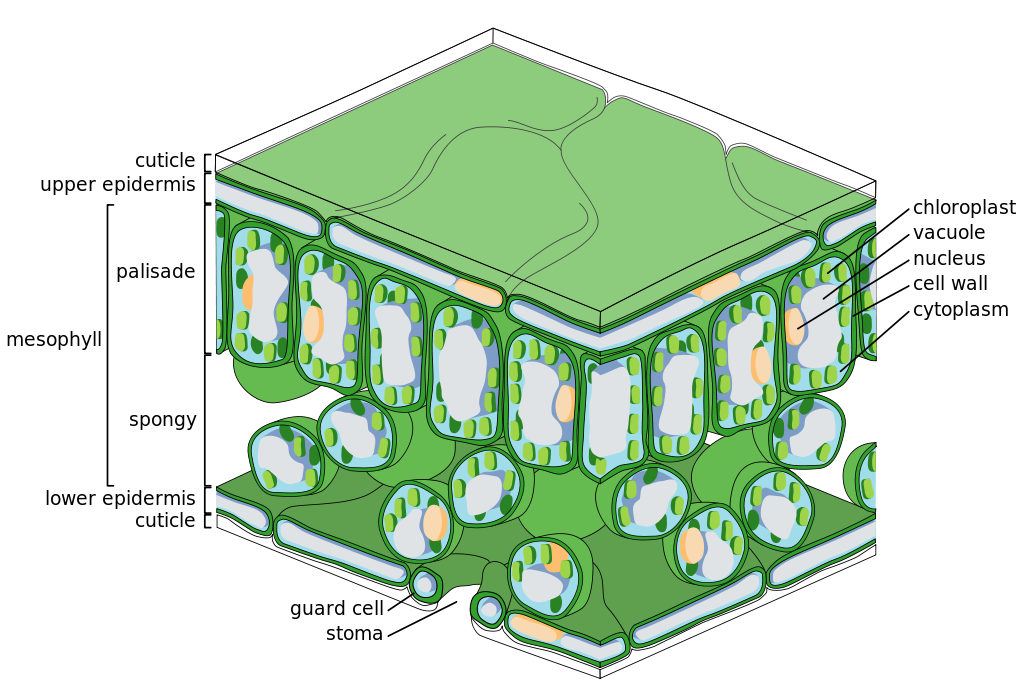 cuticle
upper epidermis
palisade
mesophyll
spongy
lower epidermis
cuticle
guard cell
stoma
chloroplast
vacuole
nucleus
cell wall
cytoplasm